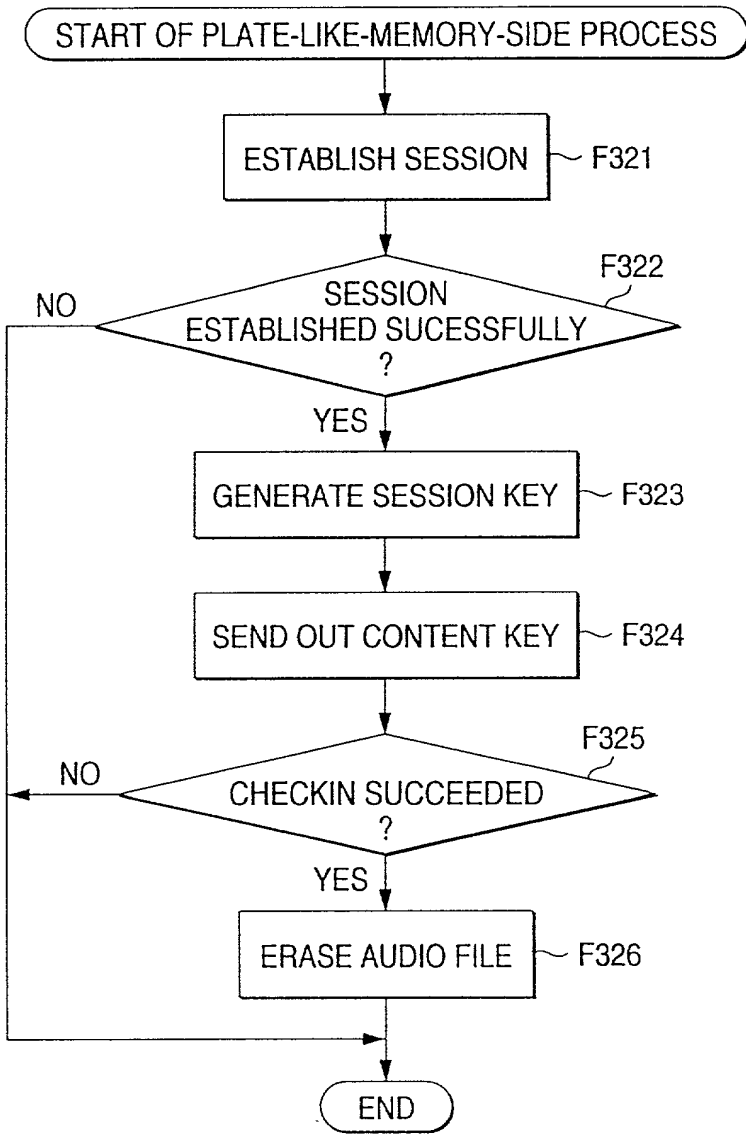 START OF PLATE-LIKE-MEMORY-SIDE PROCESS
ESTABLISH SESSION
F321
F322
NO
SESSION
ESTABLISHED SUCESSFULLY
?
YES
GENERATE SESSION KEY
F323
SEND OUT CONTENT KEY
F324
F325
NO
CHECKIN SUCCEEDED
?
YES
ERASE AUDIO FILE
F326
END